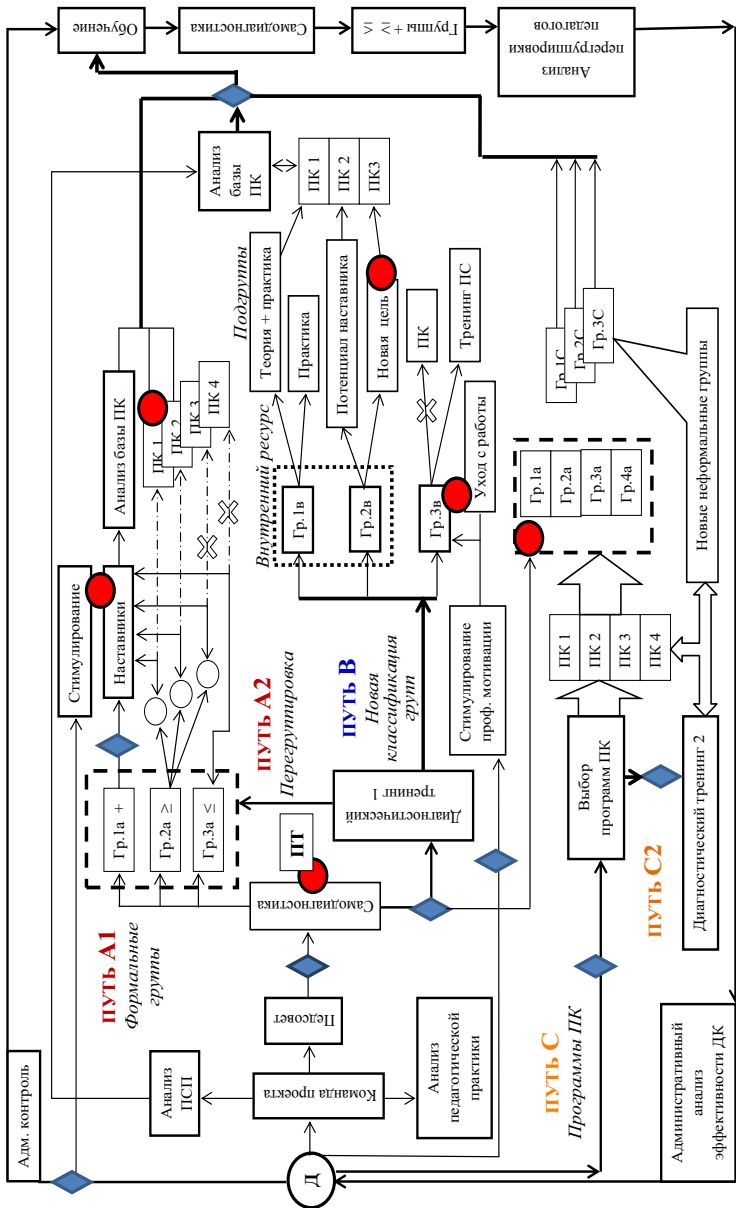 Адм. контроль
Стимулирование
Анализ
ПСП
ПУТЬ А1
Формальные
группы
Гр.1а +
Гр.2а ≥
Гр.3а ≤
Наставники
Анализ базы ПК
ПК 1
ПК 2
ПК 3
ПК 4
Анализ
базы
ПК
Обучение
Самодиагностика
Группы + ≥ ≤
Анализ
перегруппировки
педагогов
Д
Команда проекта
Педсовет
Самодиагностика
ПТ
ПУТЬ А2
Перегруппировка
Диагностический
тренинг 1
ПУТЬ В
Новая
классификация
групп
Внутренний ресурс
Гр.1в
Гр.2в
Гр.3в
Подгруппы
Теория + практика
Практика
Потенциал наставника
Новая цель
ПК
Тренинг ПС
ПК 1
ПК 2
ПК3
Анализ
педагогической
практики
Стимулирование
проф. мотивации
Уход с работы
ПУТЬ С
Программы ПК
Выбор
программ ПК
ПК 1
ПК 2
ПК 3
ПК 4
Гр.1а
Гр.2а
Гр.3а
Гр.4а
Гр.1С
Гр.2С
Гр.3С
ПУТЬ С2
Диагностический тренинг 2
Новые неформальные группы
Административный
анализ
эффективности ДК